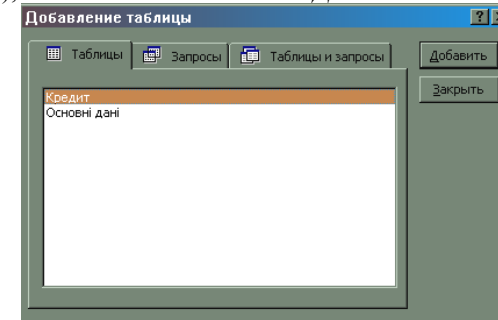 Добавление таблицы
Таблицы Запросы Таблицы и запросы
Добавить
Закрыть
Кредит
Основні дані